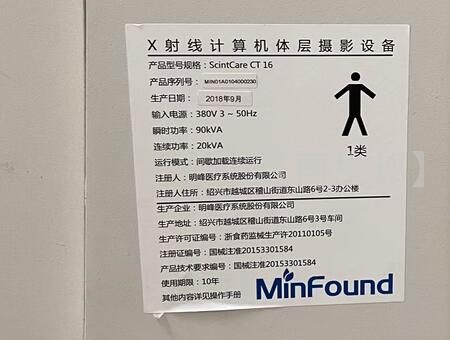 X射线计算机体层摄影设备
产品型号规格：ScintCare CT 16
产品序列号：MIN01A0104000230
生产日期：2018年9月
输入电源：380V 3 ~ 50Hz
瞬时功率：90kVA
连续功率：20kVA
运行模式：间歇加载连续运行
1类
注册人：明峰医疗系统股份有限公司
注册人住所：绍兴市越城区稽山街道东山路6号2-3办公楼
生产企业：明峰医疗系统股份有限公司
生产地址：绍兴市越城区稽山街道东山路6号3号车间
生产许可证编号：浙食药监械生产许20110105号
注册证编号：国械注准20153301584
产品技术要求编号：国械注准20153301584
使用期限：10年
其他内容详见操作手册
MinFound